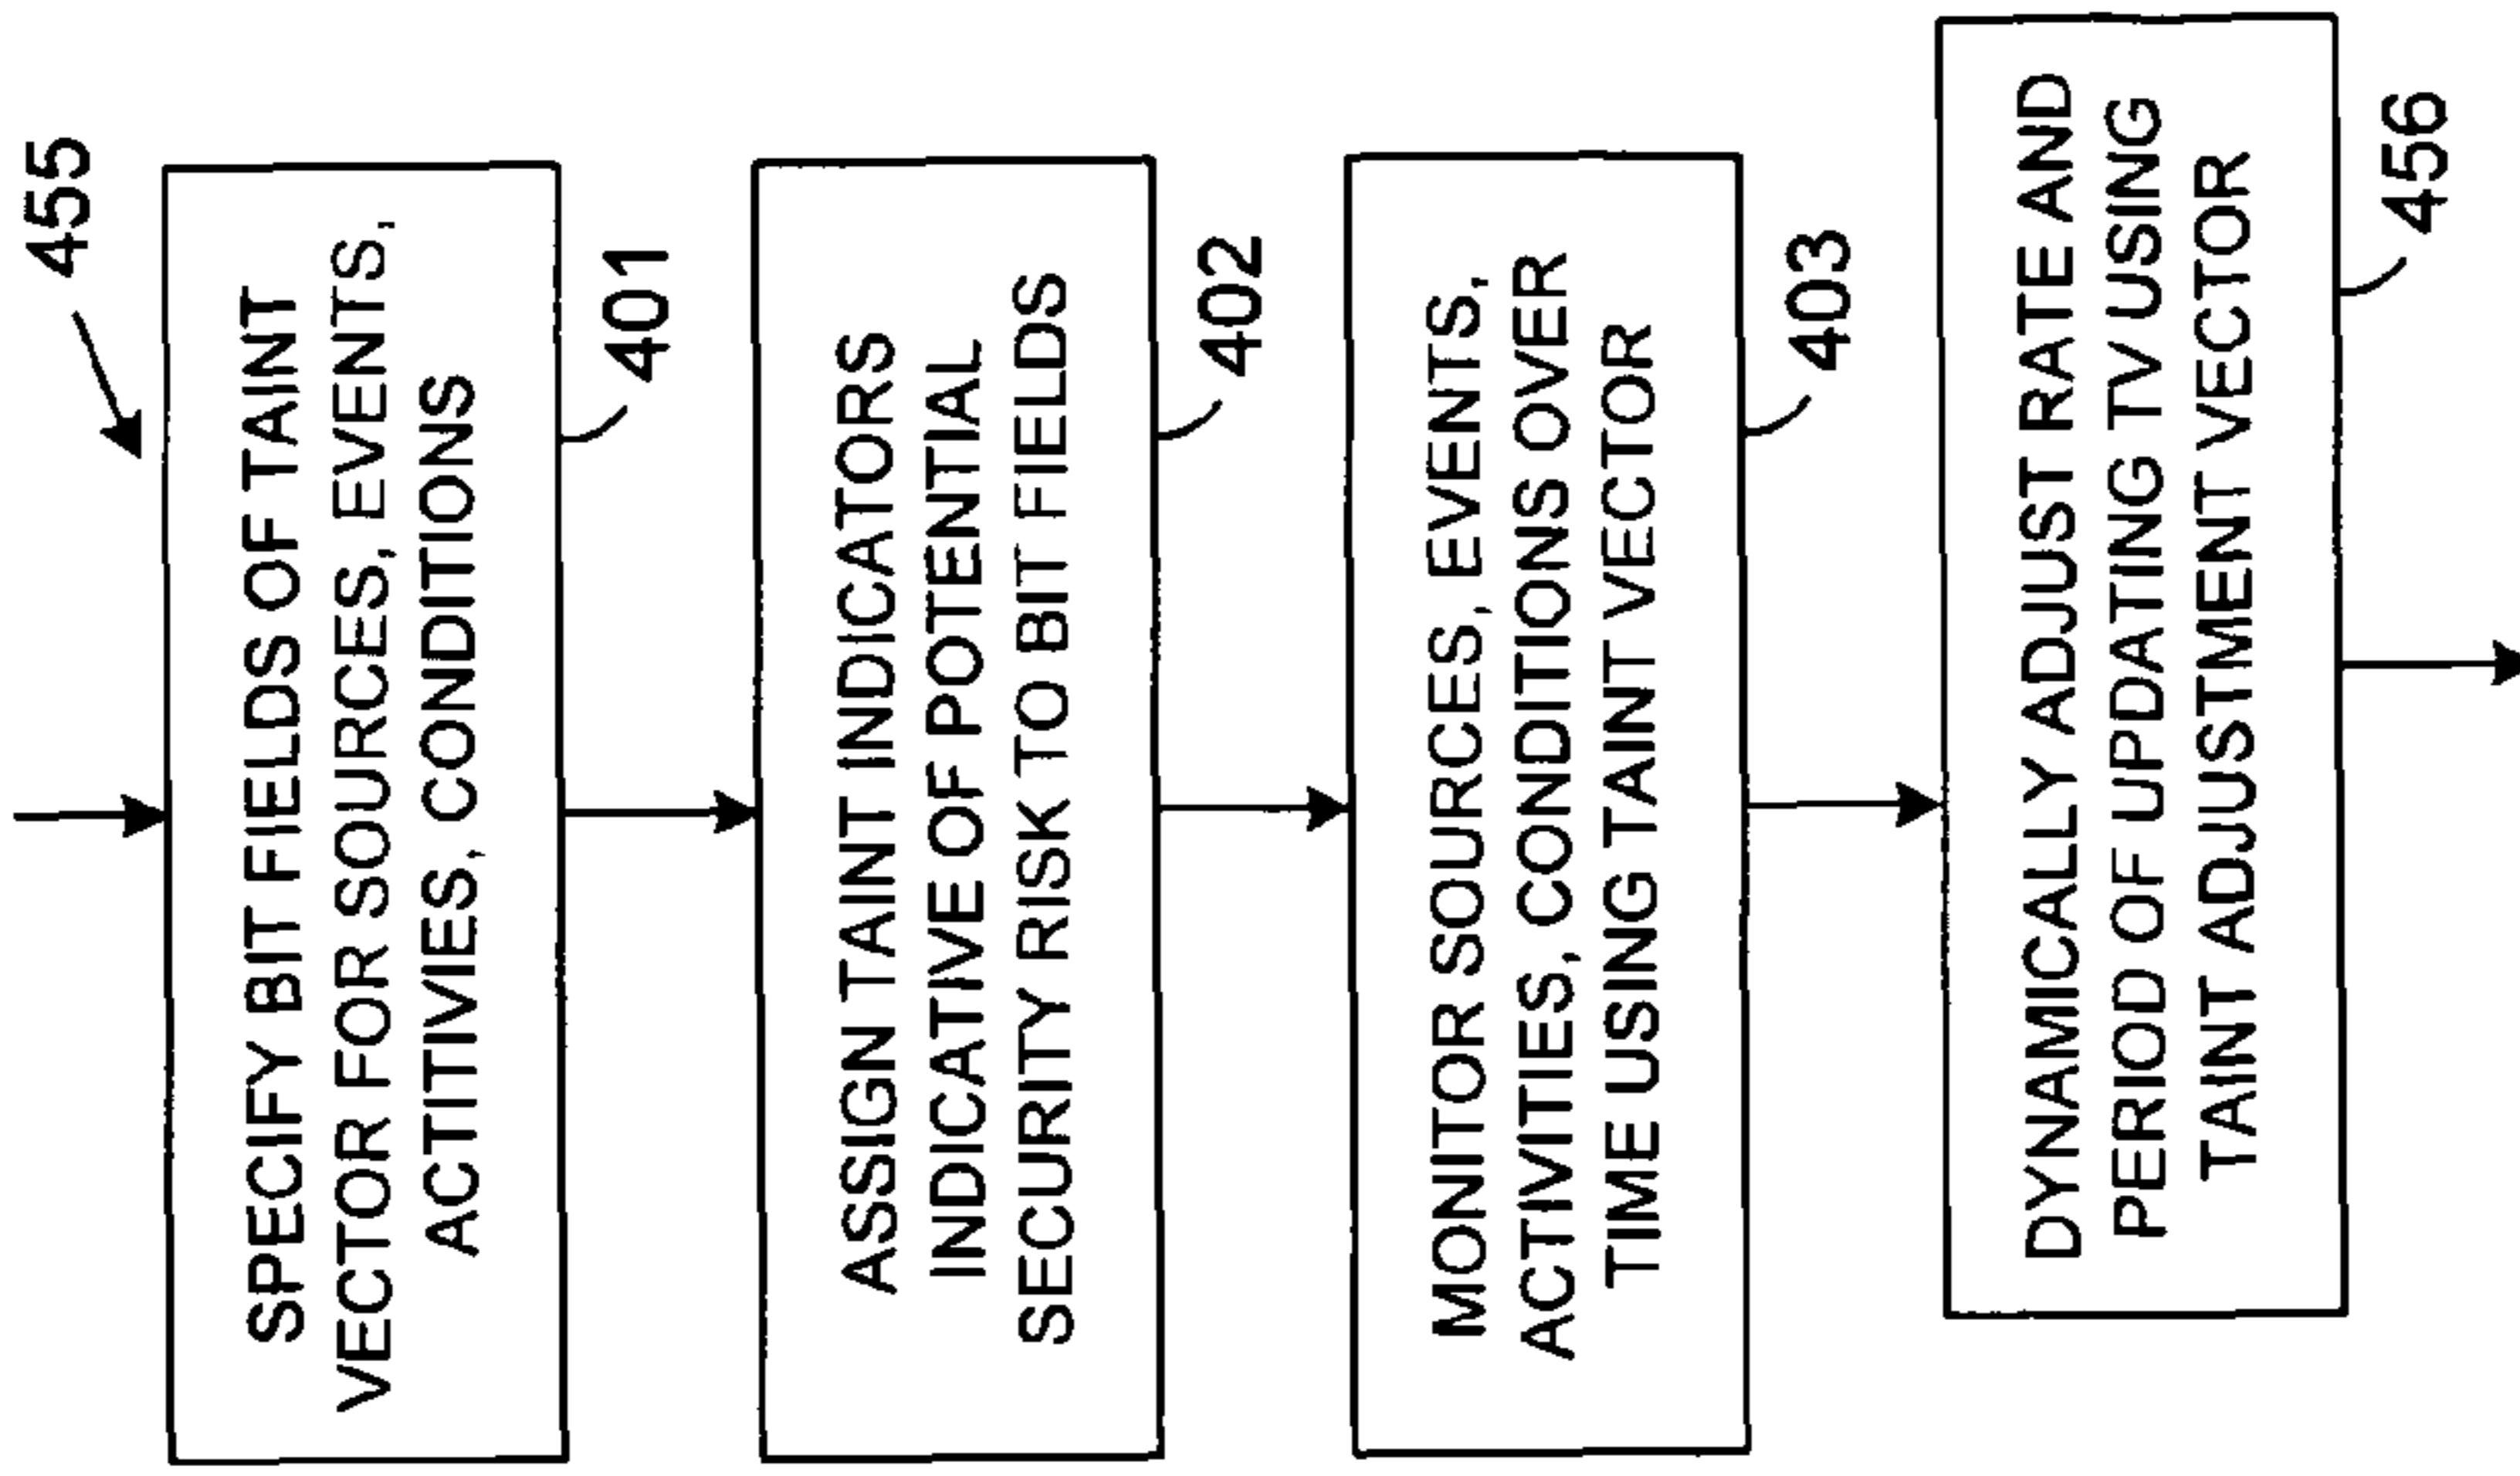 455
SPECIFY BIT FIELDS OF TAINT
VECTOR FOR SOURCES, EVENTS,
ACTITIVIES, CONDITIONS
401
ASSIGN TAINT INDICATORS
INDICATIVE OF POTENTIAL
SECURITY RISK TO BIT FIELDS
402
MONITOR SOURCES, EVENTS,
ACTIVITIES, CONDITIONS OVER
TIME USING TAINT VECTOR
403
DYNAMICALLY ADJUST RATE AND
PERIOD OF UPDATING TV USING
TAINT ADJUSTMENT VECTOR
456